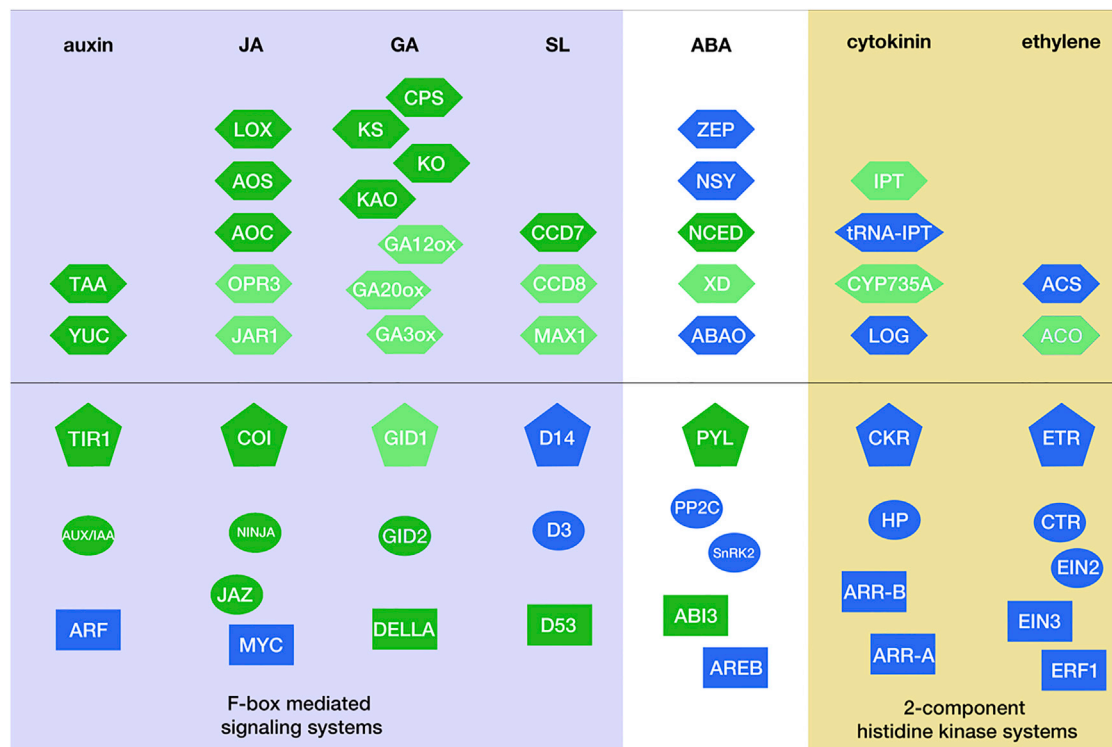 auxin JA GA SL ABA cytokinin ethylene
CPS
LOX KS ZEP
KO
AOS NSY IPT
KAO
AOC CCD7 NCED tRNA-IPT
GA12ox
TAA OPR3 GA20ox CCD8 XD CYP735A ACS
YUC JAR1 GA3ox MAX1 ABAO LOG ACO
TIR1 COI GID1 D14 PYL CKR ETR
PP2C
AUX/IAA NINJA GID2 D3 HP CTR
SnRK2
EIN2
JAZ ARR-B
ABI3
ARF DELLA D53 EIN3
MYC ARR-A
AREB ERF1
F-box mediated
signaling systems
2-component
histidine kinase systems